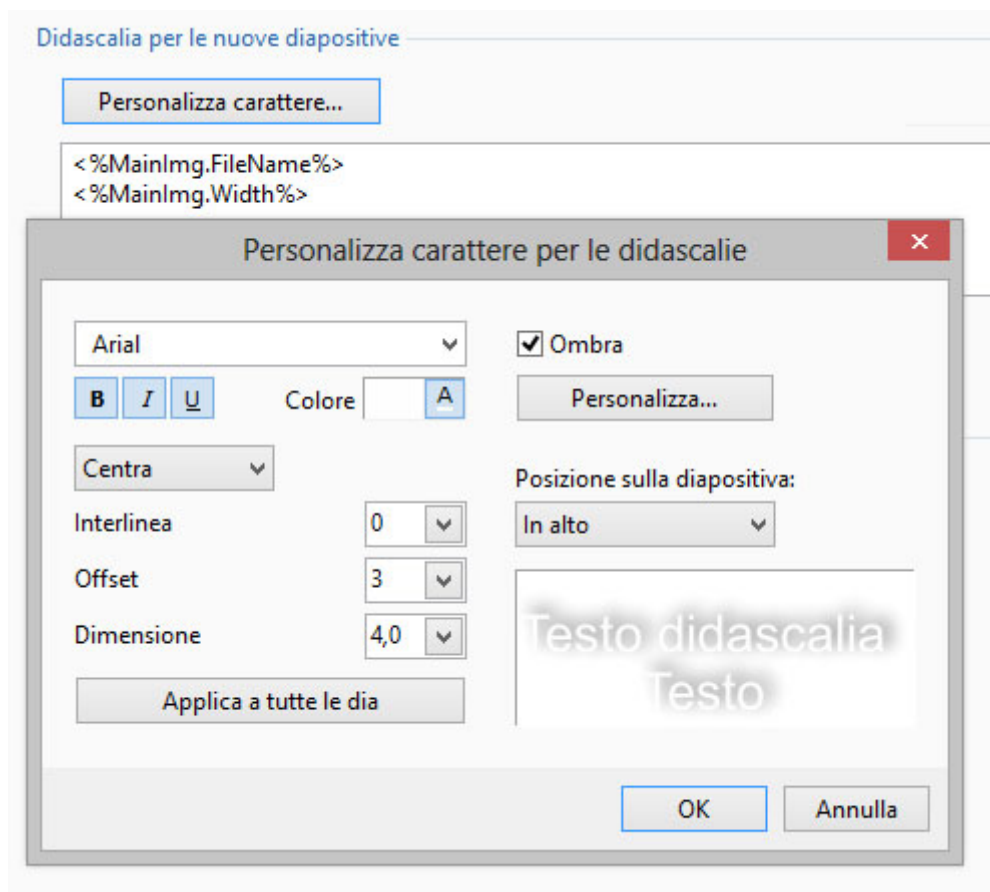 Didascalia per le nuove diapositive
Personalizza carattere...
<%MainImg.FileName%>
<%MainImg.Width%>
Personalizza carattere per le didascalie
Arial
Ombra
B I U Colore A
Personalizza...
Centra
Posizione sulla diapositiva:
Interlinea 0
In alto
Offset 3
Dimensione 4,0
Testo didascalia
Testo
Applica a tutte le dia
OK Annulla